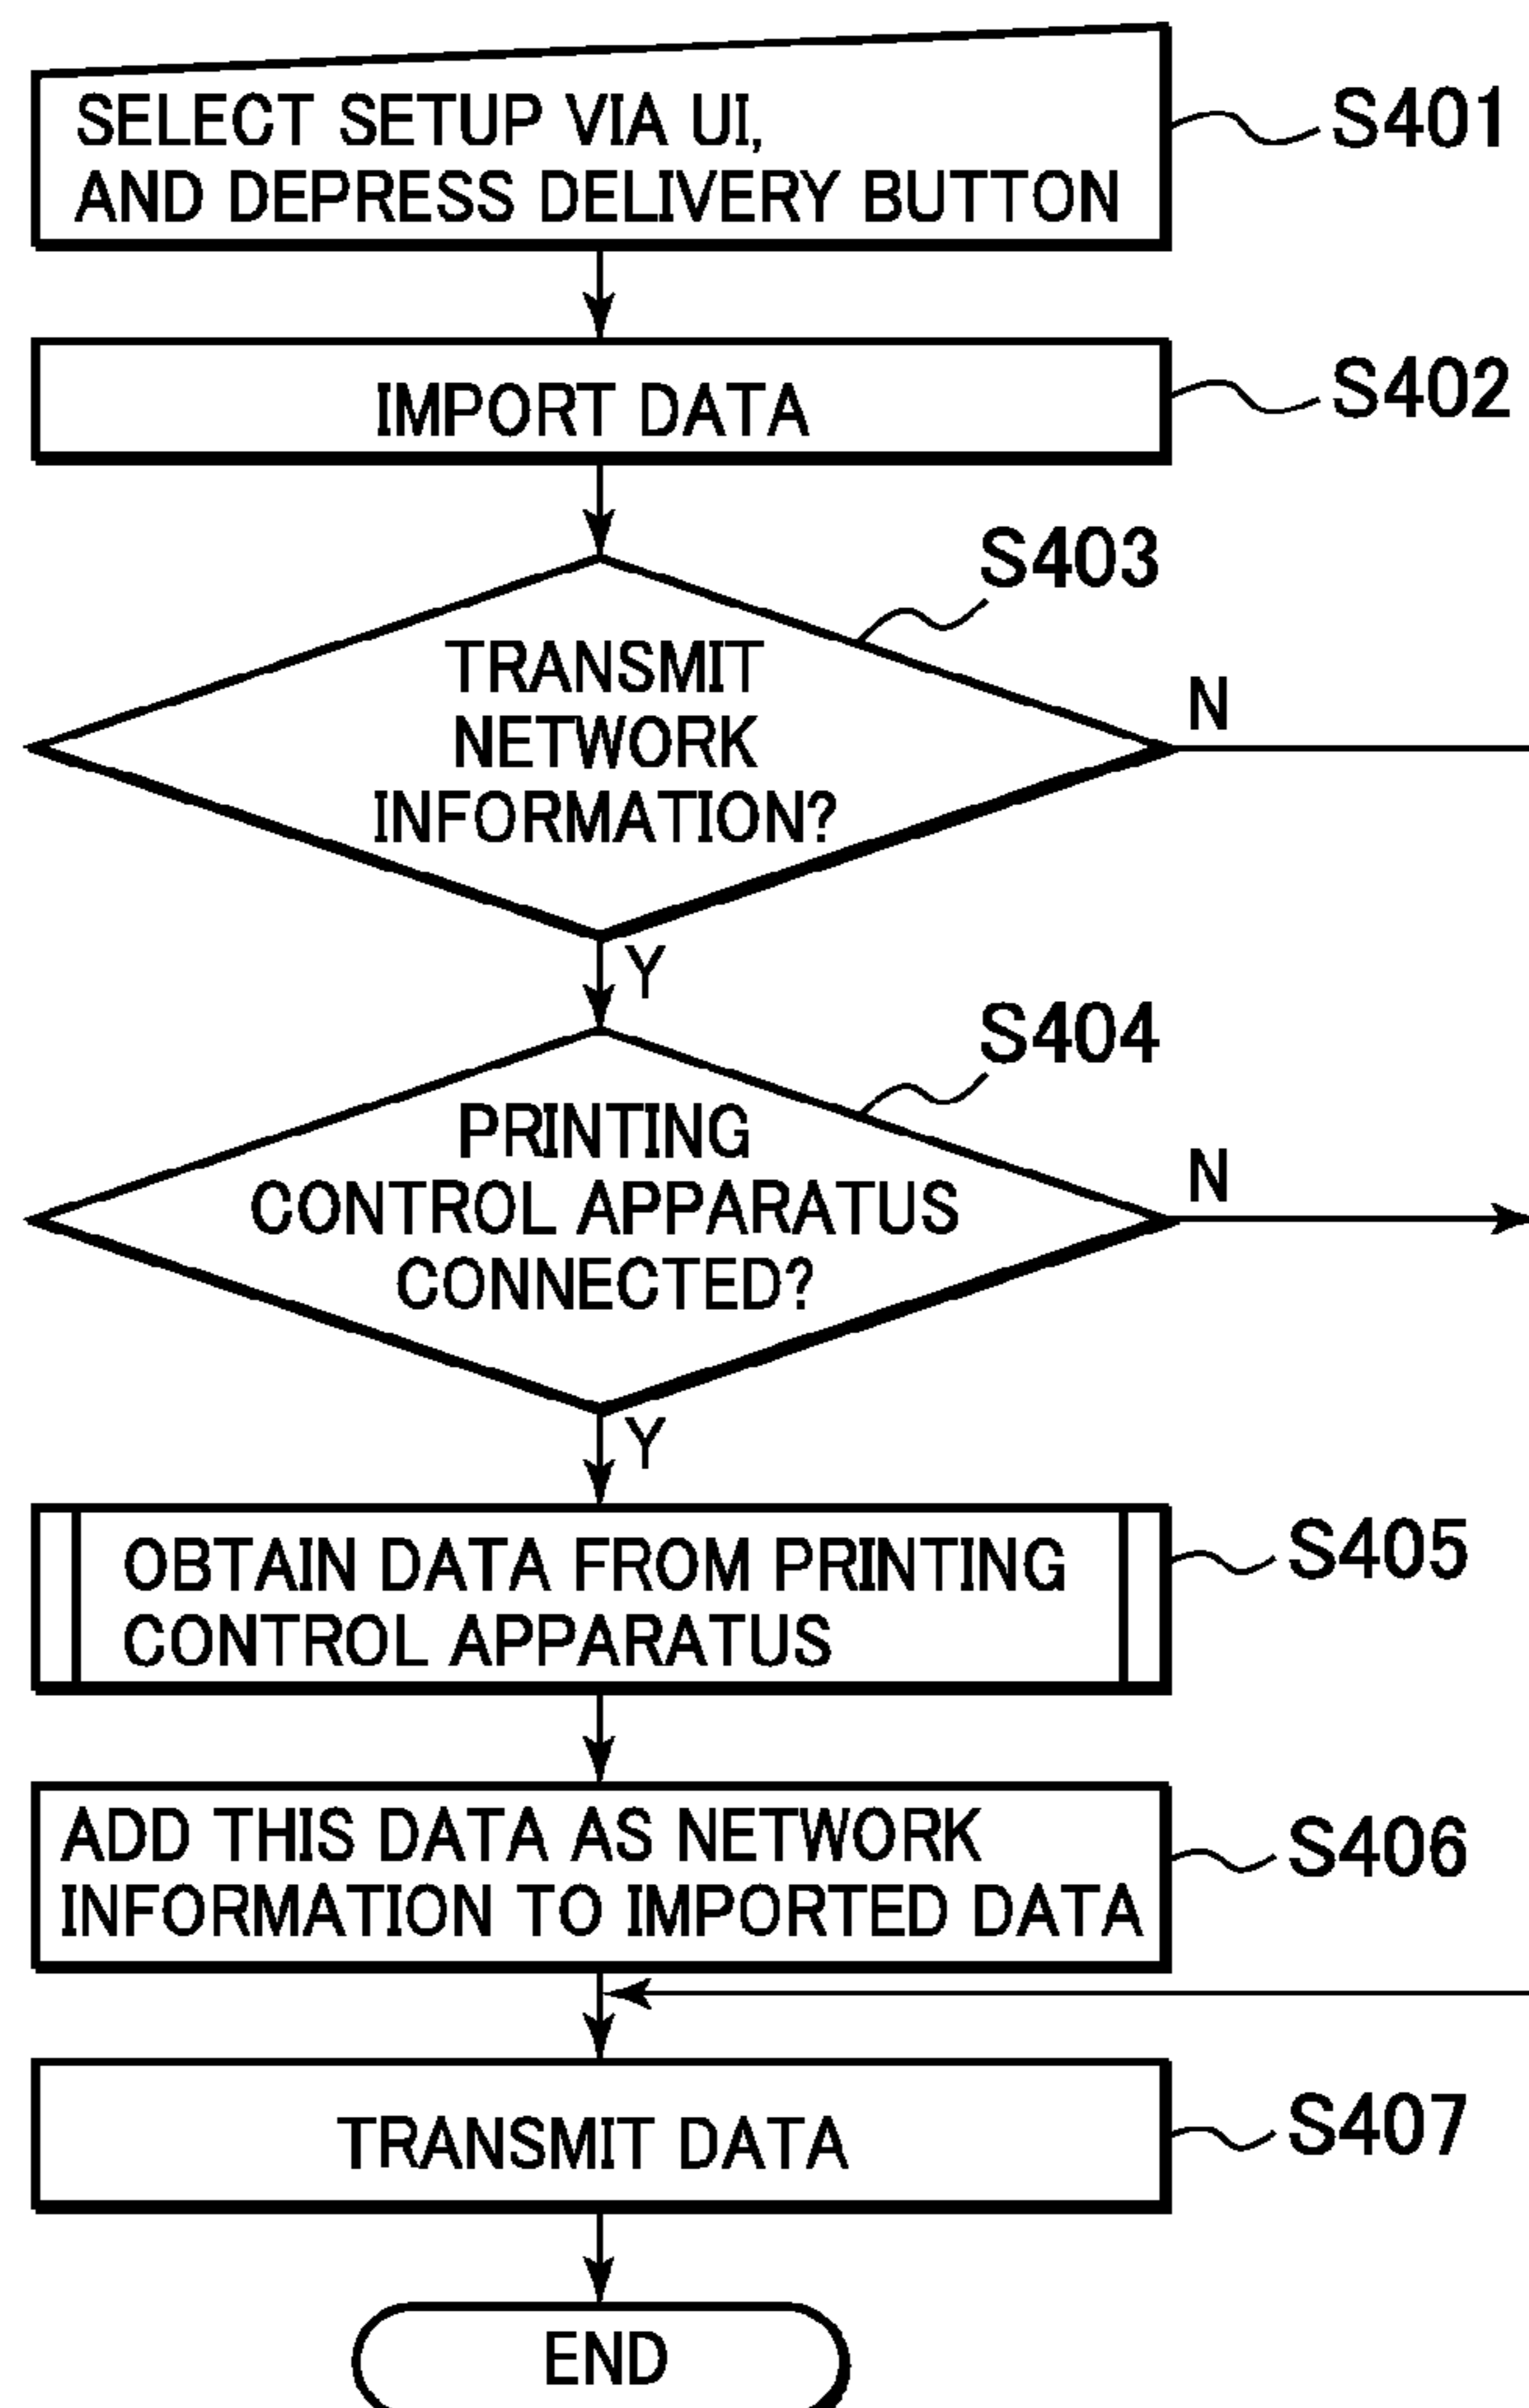 SELECT SETUP VIA UI,
AND DEPRESS DELIVERY BUTTON
S401
IMPORT DATA
S402
S403
TRANSMIT
NETWORK
INFORMATION?
N
Y
S404
PRINTING
CONTROL APPARATUS
CONNECTED?
N
Y
OBTAIN DATA FROM PRINTING
CONTROL APPARATUS
S405
ADD THIS DATA AS NETWORK
INFORMATION TO IMPORTED DATA
S406
TRANSMIT DATA
S407
END